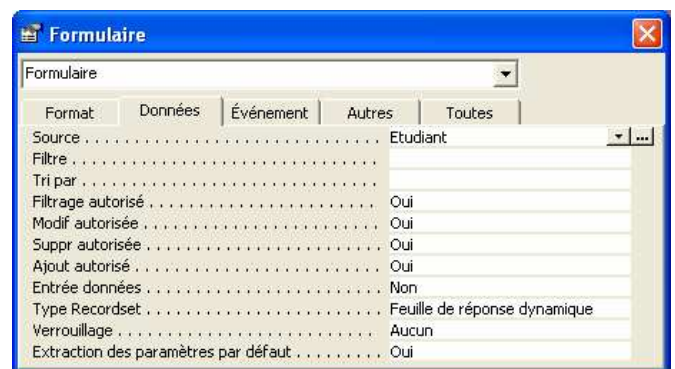 Formulaire
Formulaire
Format Données Événement Autres Toutes
Source . . . . . . . . . . . . . . . . . . . . . . . . . . . . . . . Etudiant ...
Filtre . . . . . . . . . . . . . . . . . . . . . . . . . . . . . . . .
Tri par . . . . . . . . . . . . . . . . . . . . . . . . . . . . . . .
Filtrage autorisé . . . . . . . . . . . . . . . . . . . . . . . . Oui
Modif autorisée . . . . . . . . . . . . . . . . . . . . . . . . . Oui
Suppr autorisée . . . . . . . . . . . . . . . . . . . . . . . . . Oui
Ajout autorisé . . . . . . . . . . . . . . . . . . . . . . . . . . Oui
Entrée données . . . . . . . . . . . . . . . . . . . . . . . . . Non
Type Recordset . . . . . . . . . . . . . . . . . . . . . . . . . Feuille de réponse dynamique
Verrouillage . . . . . . . . . . . . . . . . . . . . . . . . . . . Aucun
Extraction des paramètres par défaut . . . . . . . . . Oui